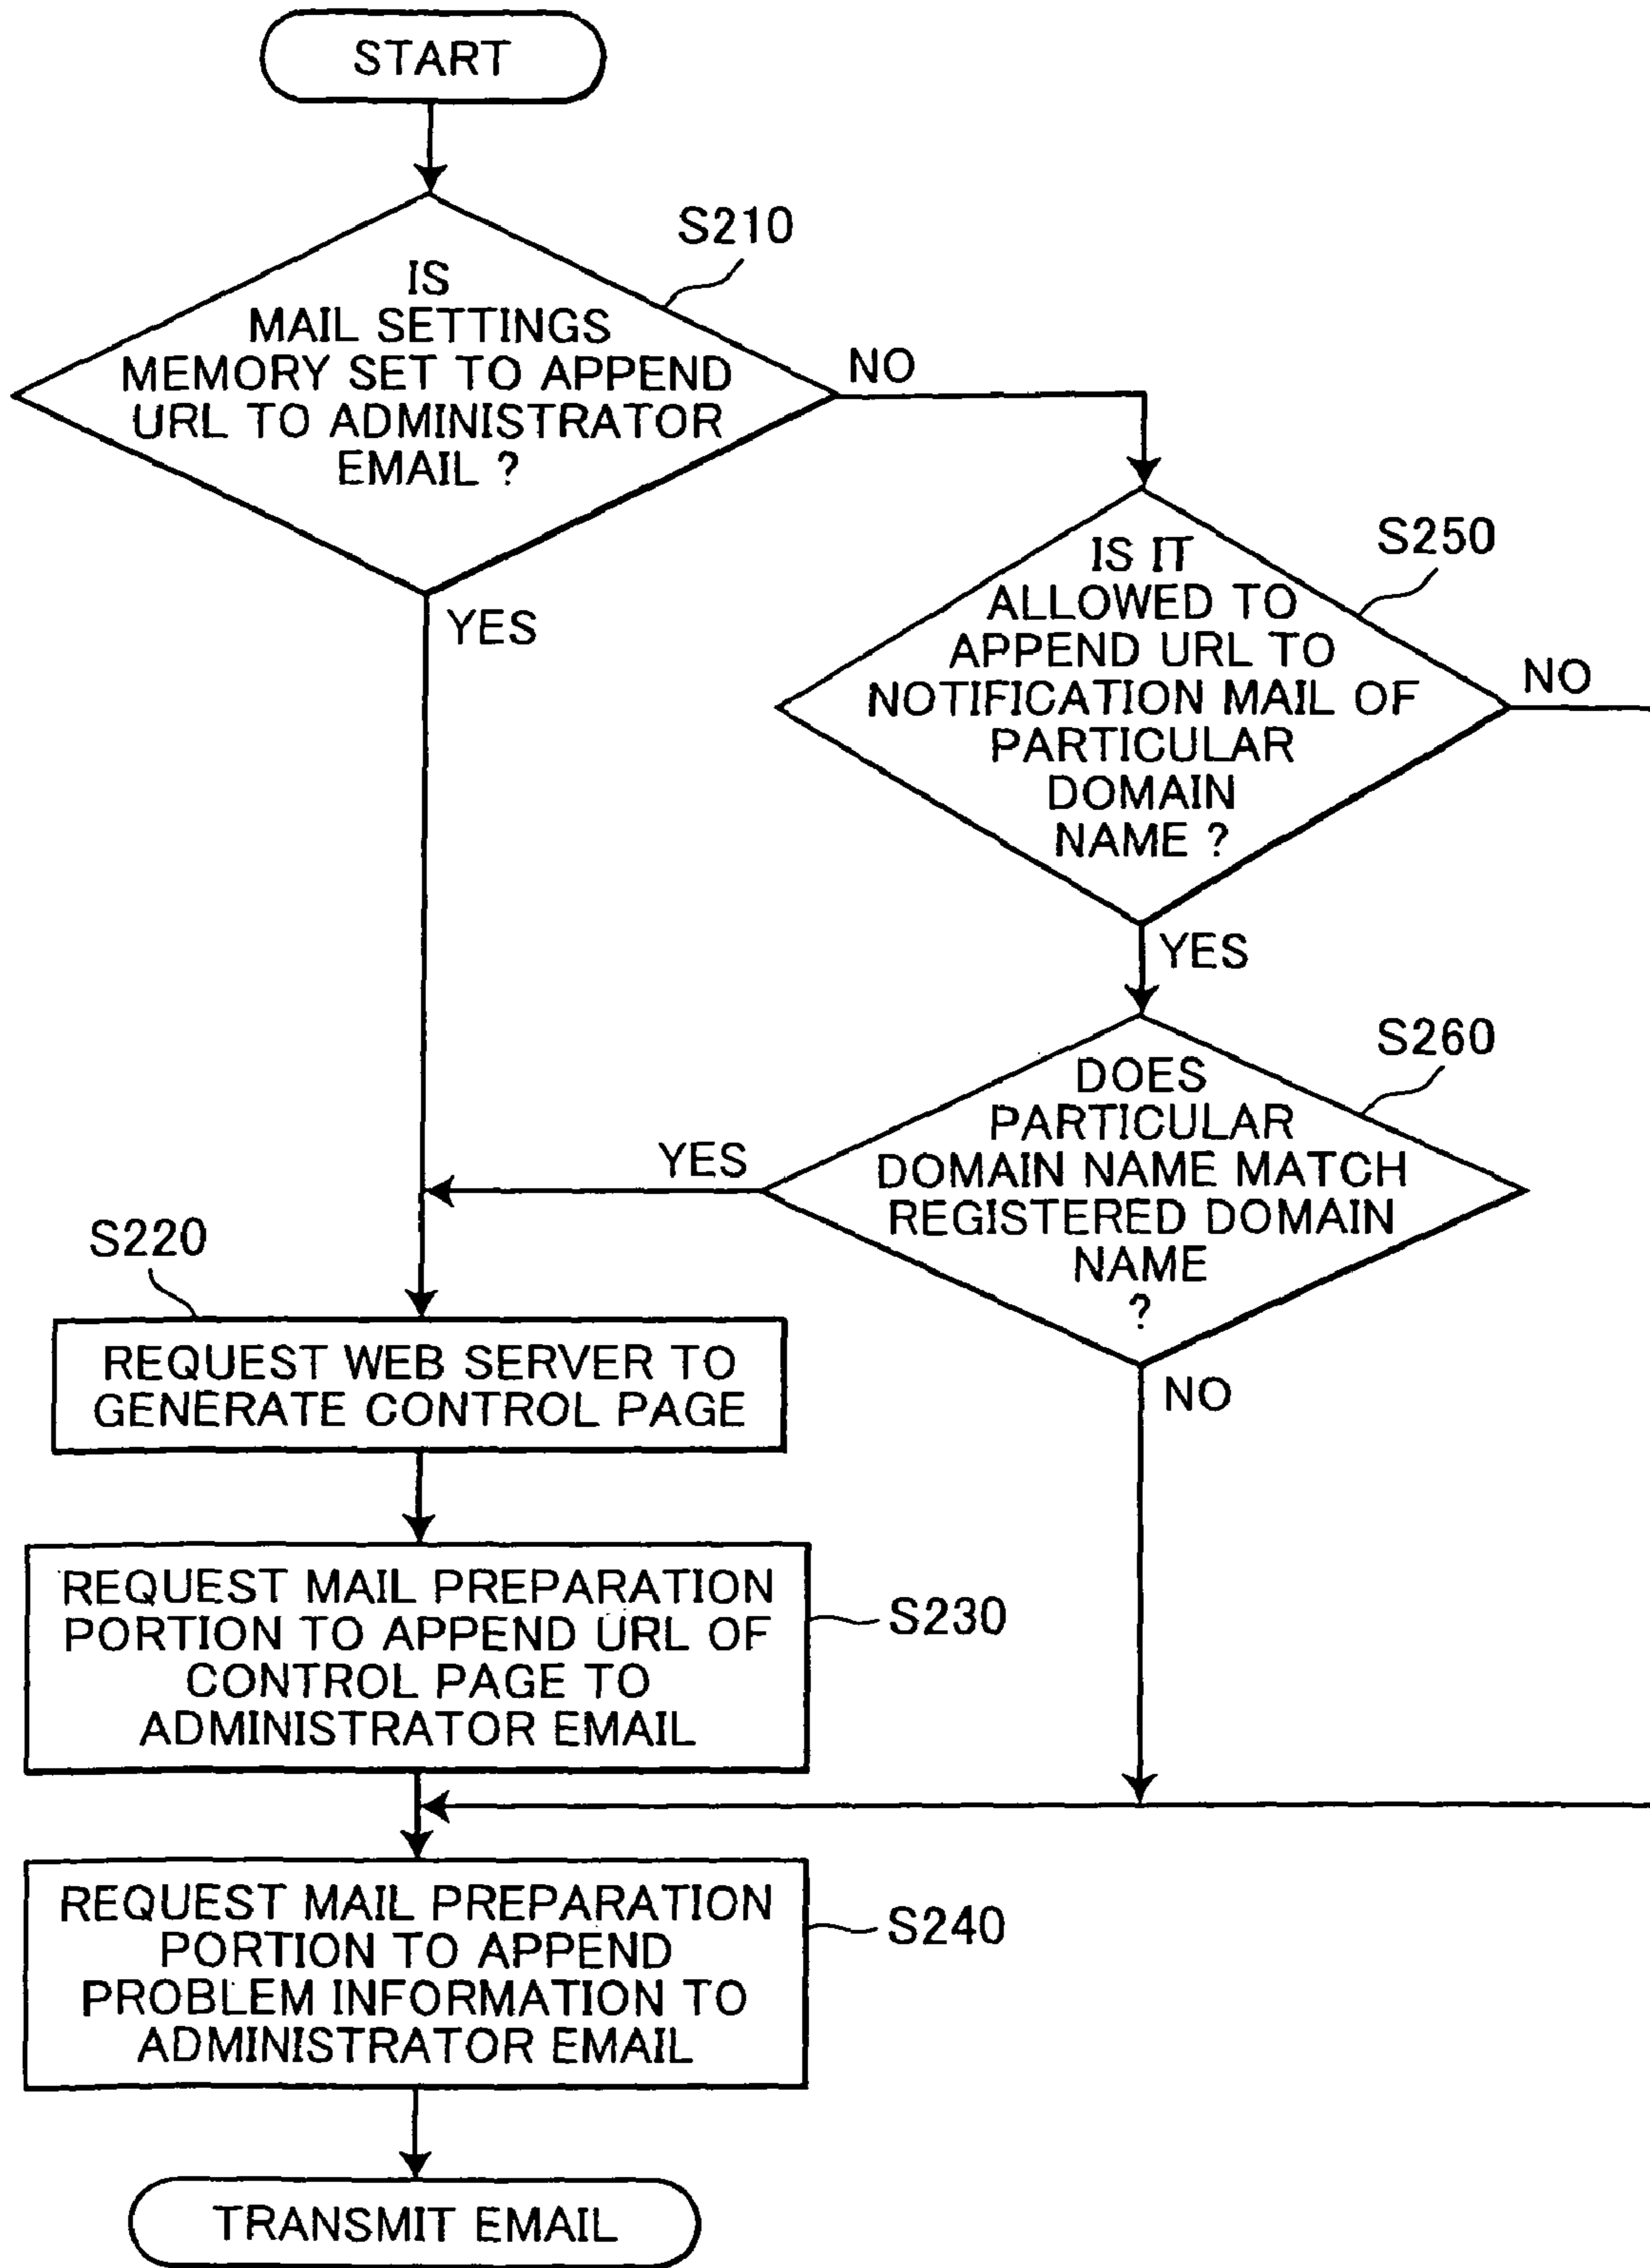 START
S210
IS
MAIL SETTINGS
MEMORY SET TO APPEND
URL TO ADMINISTRATOR
EMAIL ?
NO
YES
S250
IS IT
ALLOWED TO
APPEND URL TO
NOTIFICATION MAIL OF
PARTICULAR
DOMAIN
NAME ?
NO
YES
S260
DOES
PARTICULAR
DOMAIN NAME MATCH
REGISTERED DOMAIN
NAME
?
YES
NO
S220
REQUEST WEB SERVER TO
GENERATE CONTROL PAGE
REQUEST MAIL PREPARATION
PORTION TO APPEND URL OF
CONTROL PAGE TO
ADMINISTRATOR EMAIL
S230
REQUEST MAIL PREPARATION
PORTION TO APPEND
PROBLEM INFORMATION TO
ADMINISTRATOR EMAIL
S240
TRANSMIT EMAIL